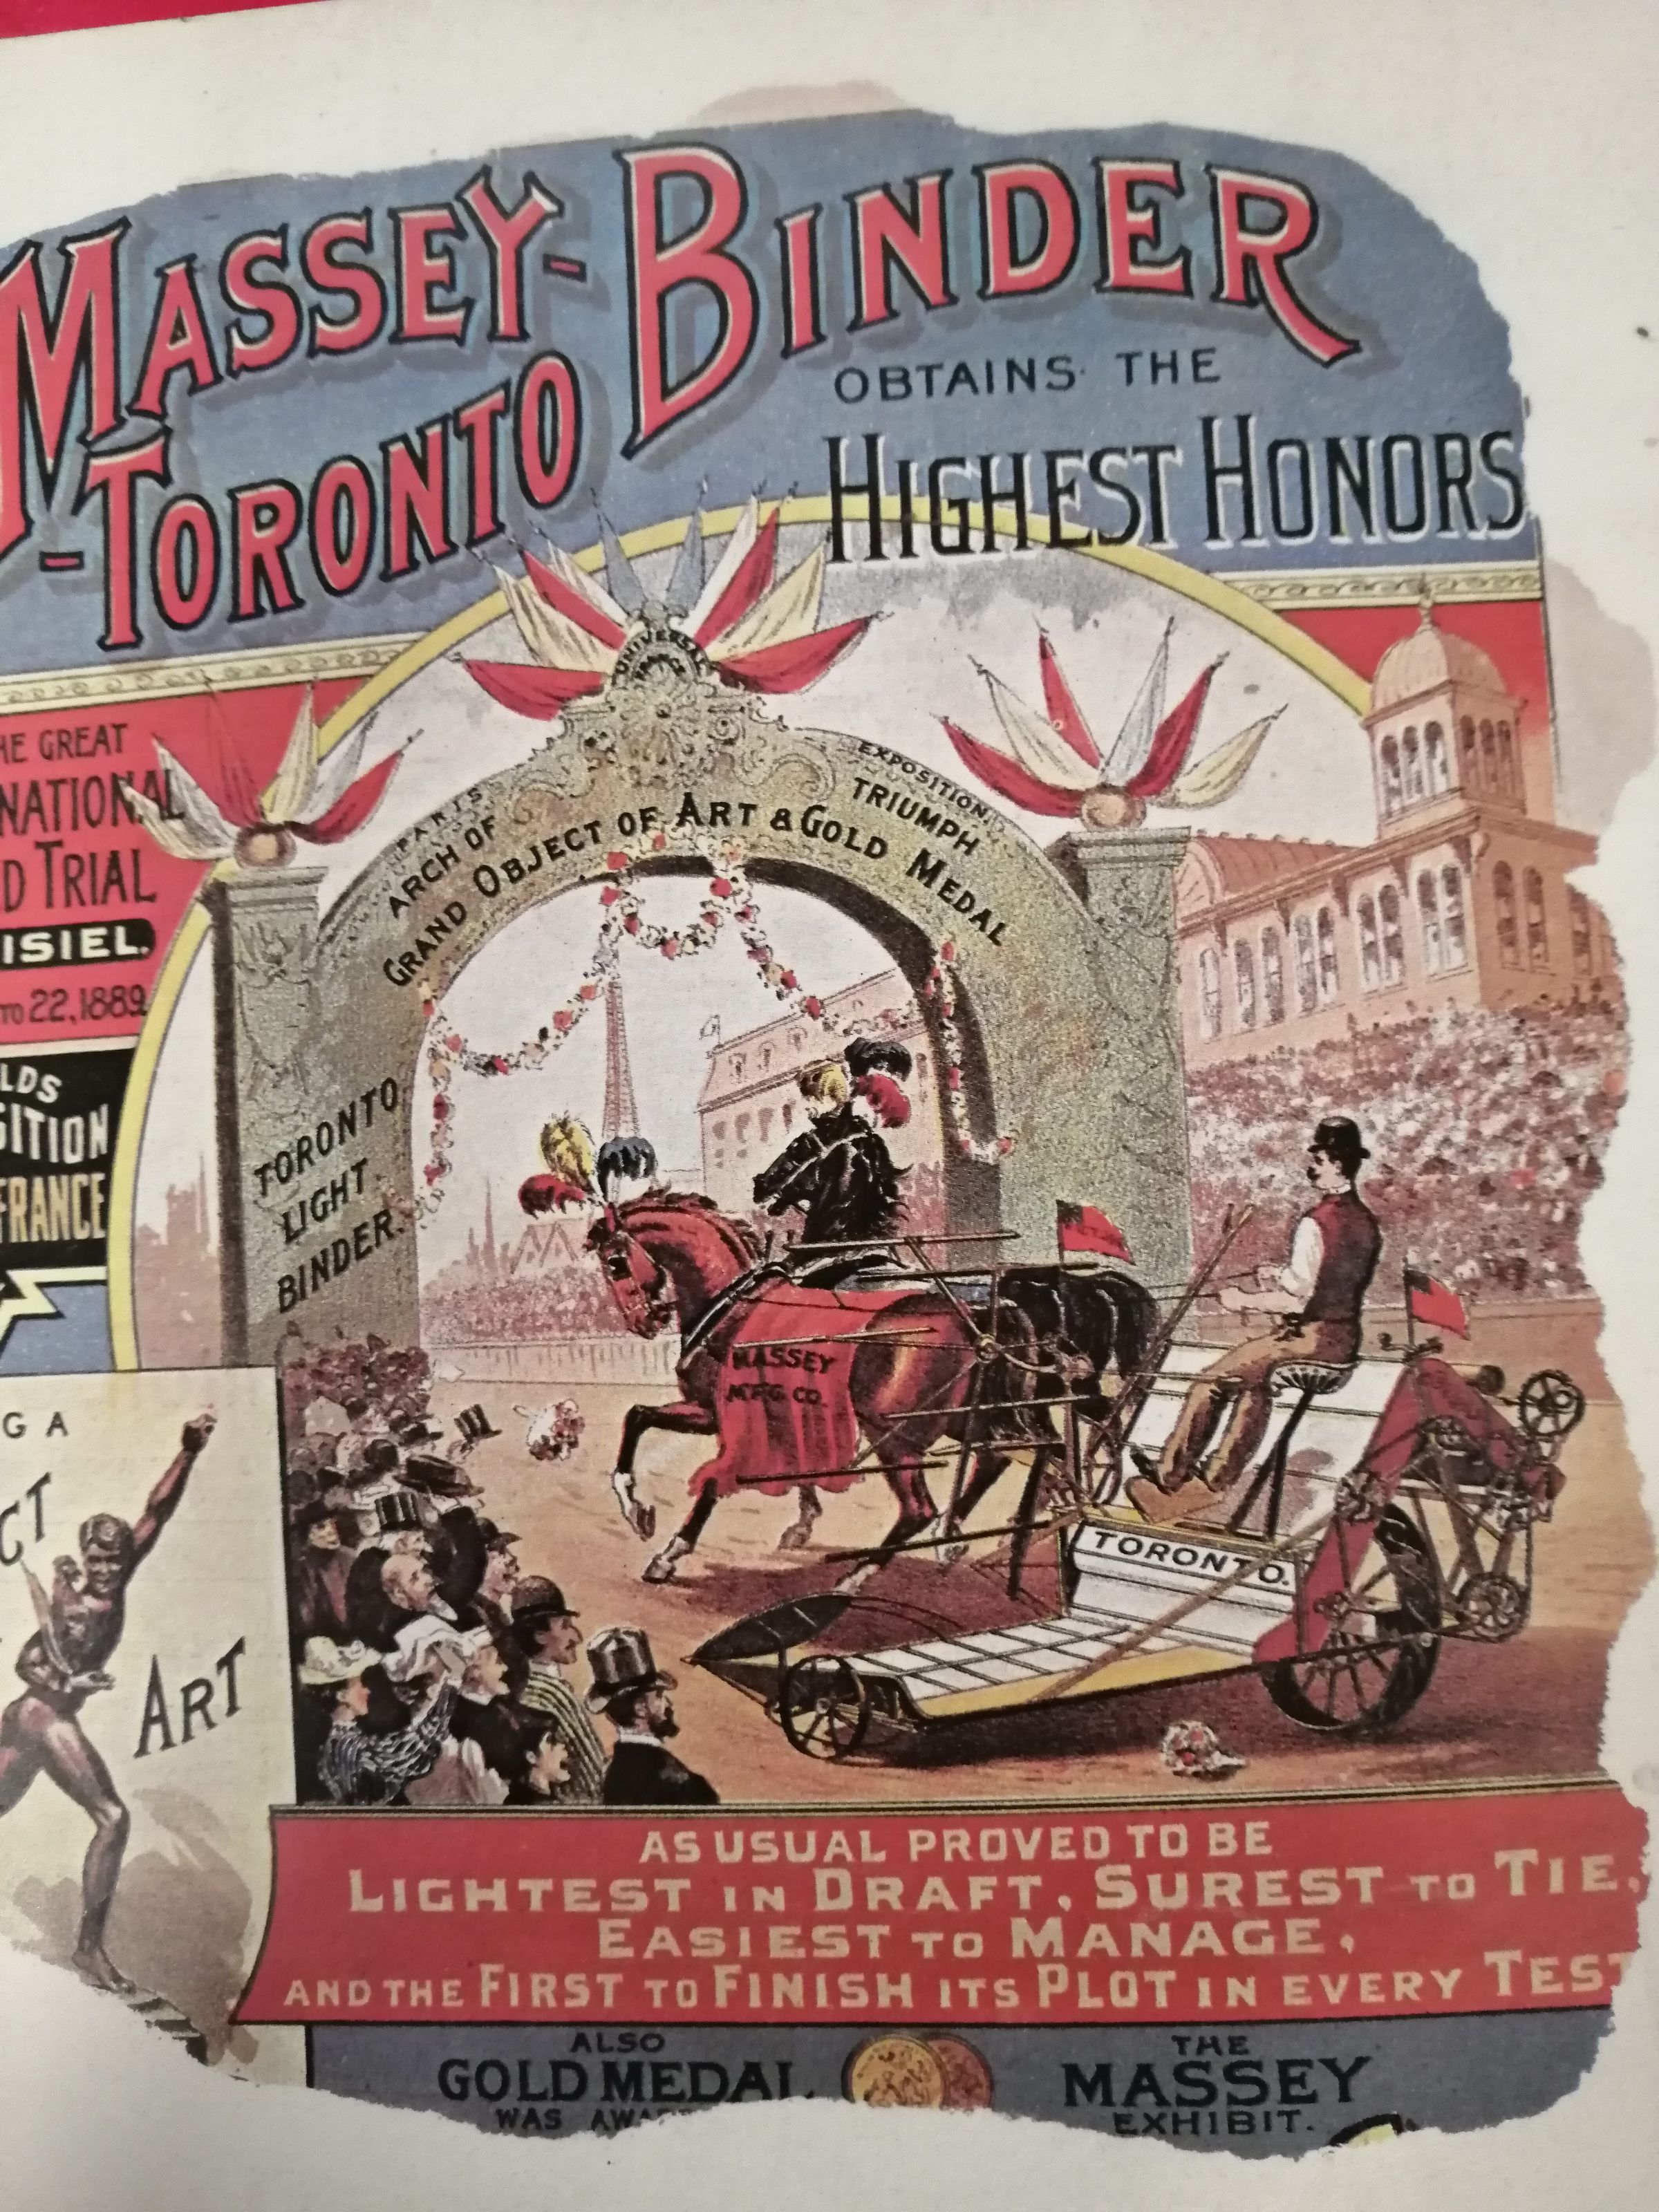 MASSEY-
-TORONTO
BINDER
OBTAINS THE
HIGHEST HONORS
HE GREAT
NATIONAL
D TRIAL
ISIEL.
TO 22, 1889
LDS
SITION
FRANCE
UNIVERSAL
PARIS
EXPOSITION
ARCH OF
TRIUMPH
GRAND OBJECT OF ART & GOLD MEDAL
TORONTO
LIGHT
BINDER.
MASSEY
M'F'G CO.
TORONTO.
G A
CT
ART
AS USUAL PROVED TO BE
LIGHTEST IN DRAFT, SUREST TO TIE,
EASIEST TO MANAGE,
AND THE FIRST TO FINISH ITS PLOT IN EVERY TEST
ALSO
GOLD MEDAL
WAS
THE
MASSEY
EXHIBIT.